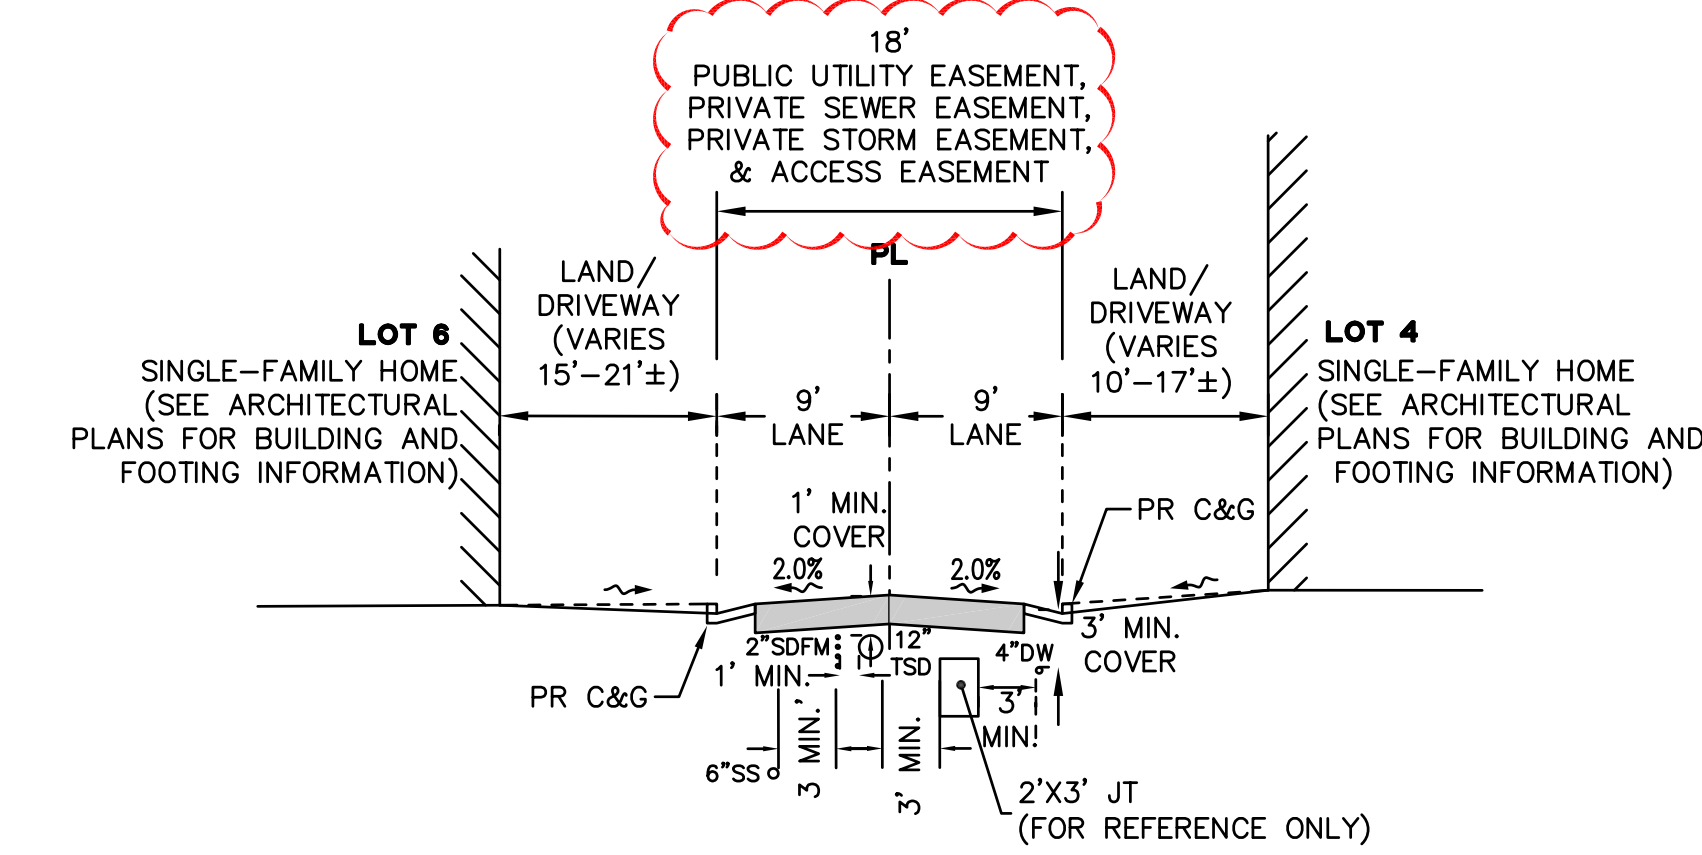 18'
PUBLIC UTILITY EASEMENT,
PRIVATE SEWER EASEMENT,
PRIVATE STORM EASEMENT,
& ACCESS EASEMENT
PL
LAND/
DRIVEWAY
(VARIES
15'-21'±)
LAND/
DRIVEWAY
(VARIES
10'-17'±)
LOT 6
SINGLE-FAMILY HOME
(SEE ARCHITECTURAL
PLANS FOR BUILDING AND
FOOTING INFORMATION)
LOT 4
SINGLE-FAMILY HOME
(SEE ARCHITECTURAL
PLANS FOR BUILDING AND
FOOTING INFORMATION)
9'
LANE
9'
LANE
1' MIN.
COVER
PR C&G
2.0%
2.0%
3' MIN.
COVER
2"SDFM
12"
TSD
4"DW
1' MIN.
PR C&G
3'
MIN.
3' MIN.
3' MIN.
6"SS
2'X3' JT
(FOR REFERENCE ONLY)